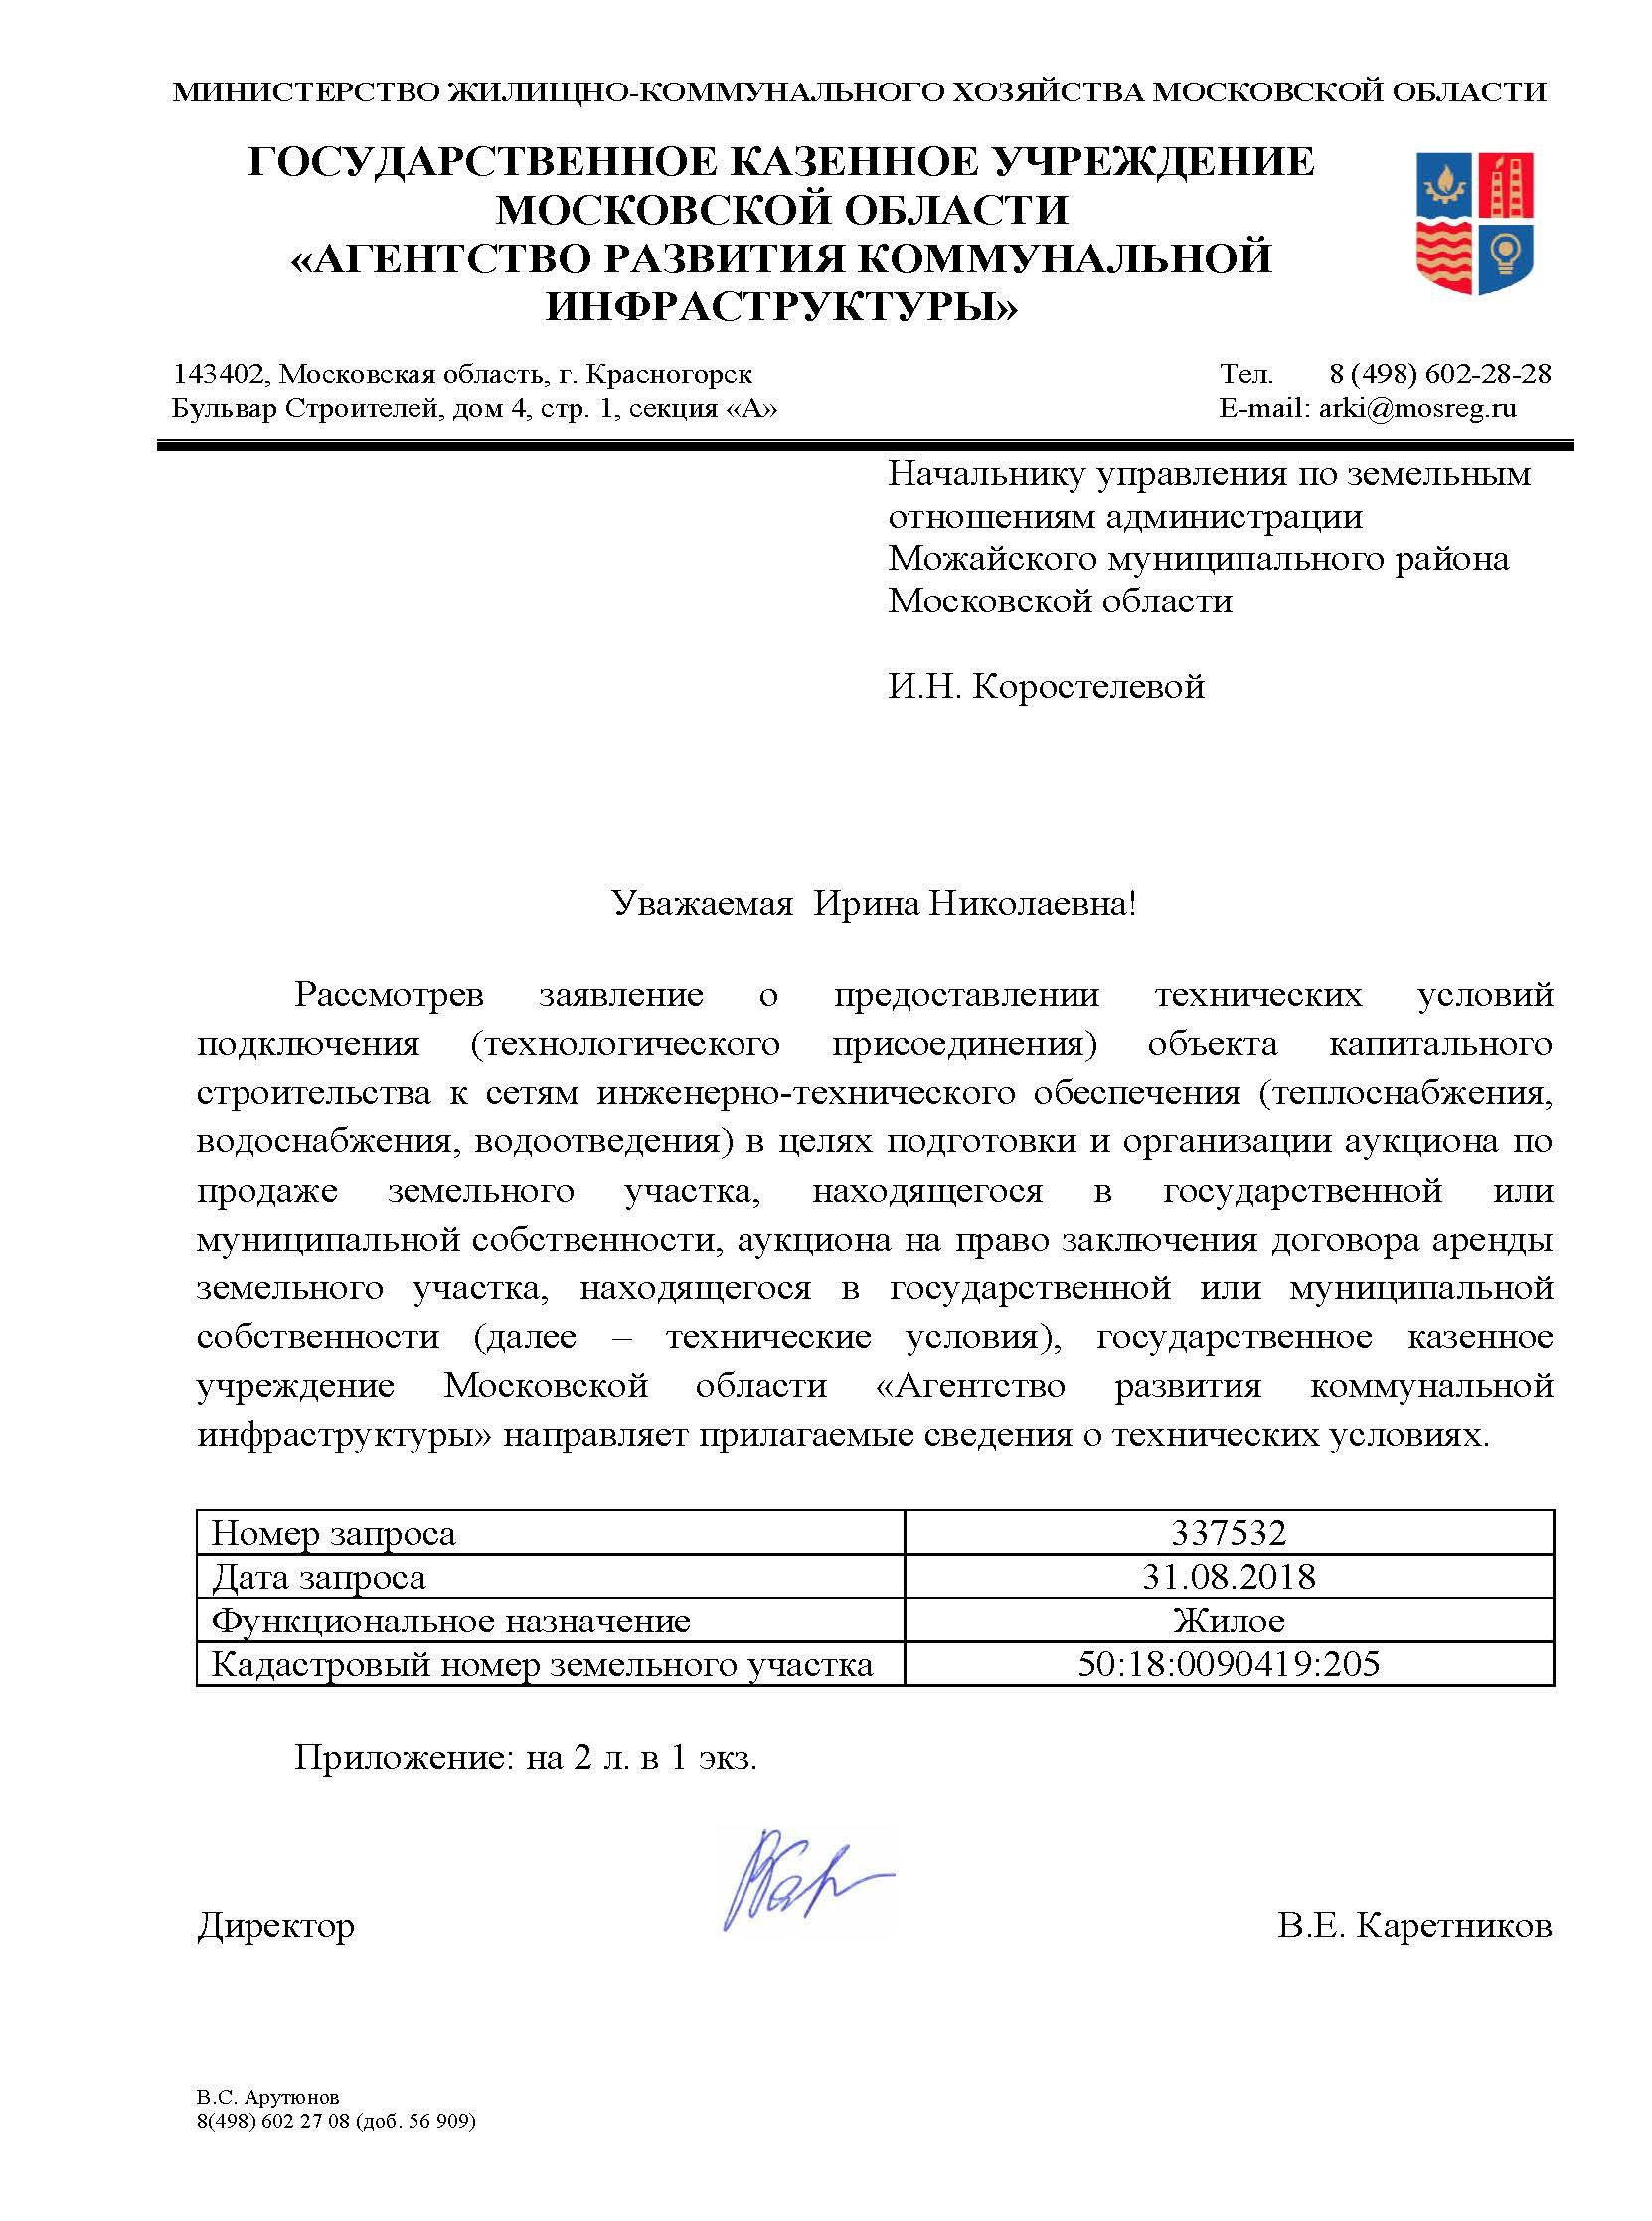 МИНИСТЕРСТВО ЖИЛИЩНО-КОММУНАЛЬНОГО ХОЗЯЙСТВА МОСКОВСКОЙ ОБЛАСТИ
ГОСУДАРСТВЕННОЕ КАЗЕННОЕ УЧРЕЖДЕНИЕ
МОСКОВСКОЙ ОБЛАСТИ
«АГЕНТСТВО РАЗВИТИЯ КОММУНАЛЬНОЙ
ИНФРАСТРУКТУРЫ»
143402, Московская область, г. Красногорск
Бульвар Строителей, дом 4, стр. 1, секция «А»
Тел. 8 (498) 602-28-28
E-mail: arki@mosreg.ru
Начальнику управления по земельным
отношениям администрации
Можайского муниципального района
Московской области
И.Н. Коростелевой
Уважаемая Ирина Николаевна!
Рассмотрев заявление о предоставлении технических условий
подключения (технологического присоединения) объекта капитального
строительства к сетям инженерно-технического обеспечения (теплоснабжения,
водоснабжения, водоотведения) в целях подготовки и организации аукциона по
продаже земельного участка, находящегося в государственной или
муниципальной собственности, аукциона на право заключения договора аренды
земельного участка, находящегося в государственной или муниципальной
собственности (далее – технические условия), государственное казенное
учреждение Московской области «Агентство развития коммунальной
инфраструктуры» направляет прилагаемые сведения о технических условиях.
Номер запроса 337532
Дата запроса 31.08.2018
Функциональное назначение Жилое
Кадастровый номер земельного участка 50:18:0090419:205
Приложение: на 2 л. в 1 экз.
Директор В.Е. Каретников
В.С. Арутюнов
8(498) 602 27 08 (доб. 56 909)